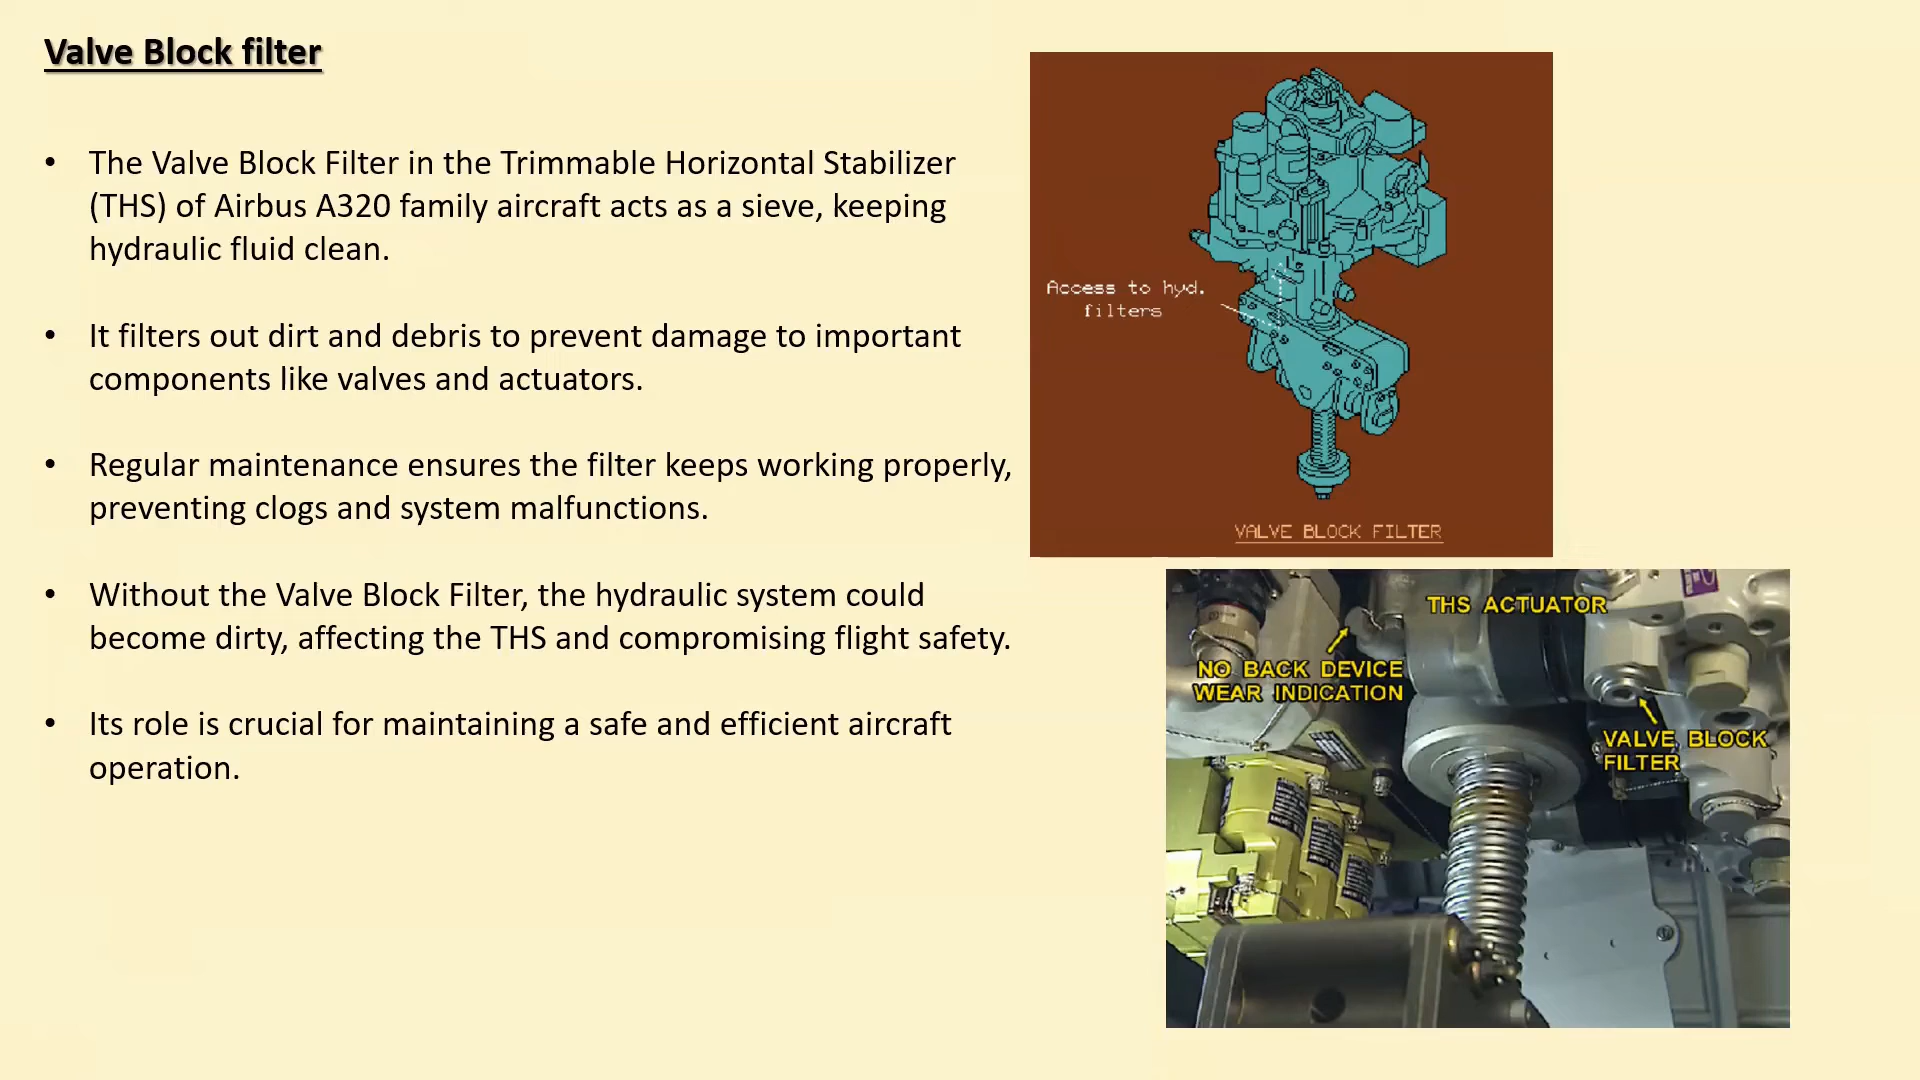 Valve Block filter
• The Valve Block Filter in the Trimmable Horizontal Stabilizer
(THS) of Airbus A320 family aircraft acts as a sieve, keeping
hydraulic fluid clean.
• It filters out dirt and debris to prevent damage to important
components like valves and actuators.
• Regular maintenance ensures the filter keeps working properly,
preventing clogs and system malfunctions.
• Without the Valve Block Filter, the hydraulic system could
become dirty, affecting the THS and compromising flight safety.
• Its role is crucial for maintaining a safe and efficient aircraft
operation.
Access to hyd.
filters
VALVE BLOCK FILTER
THS ACTUATOR
NO BACK DEVICE
WEAR INDICATION
VALVE BLOCK
FILTER